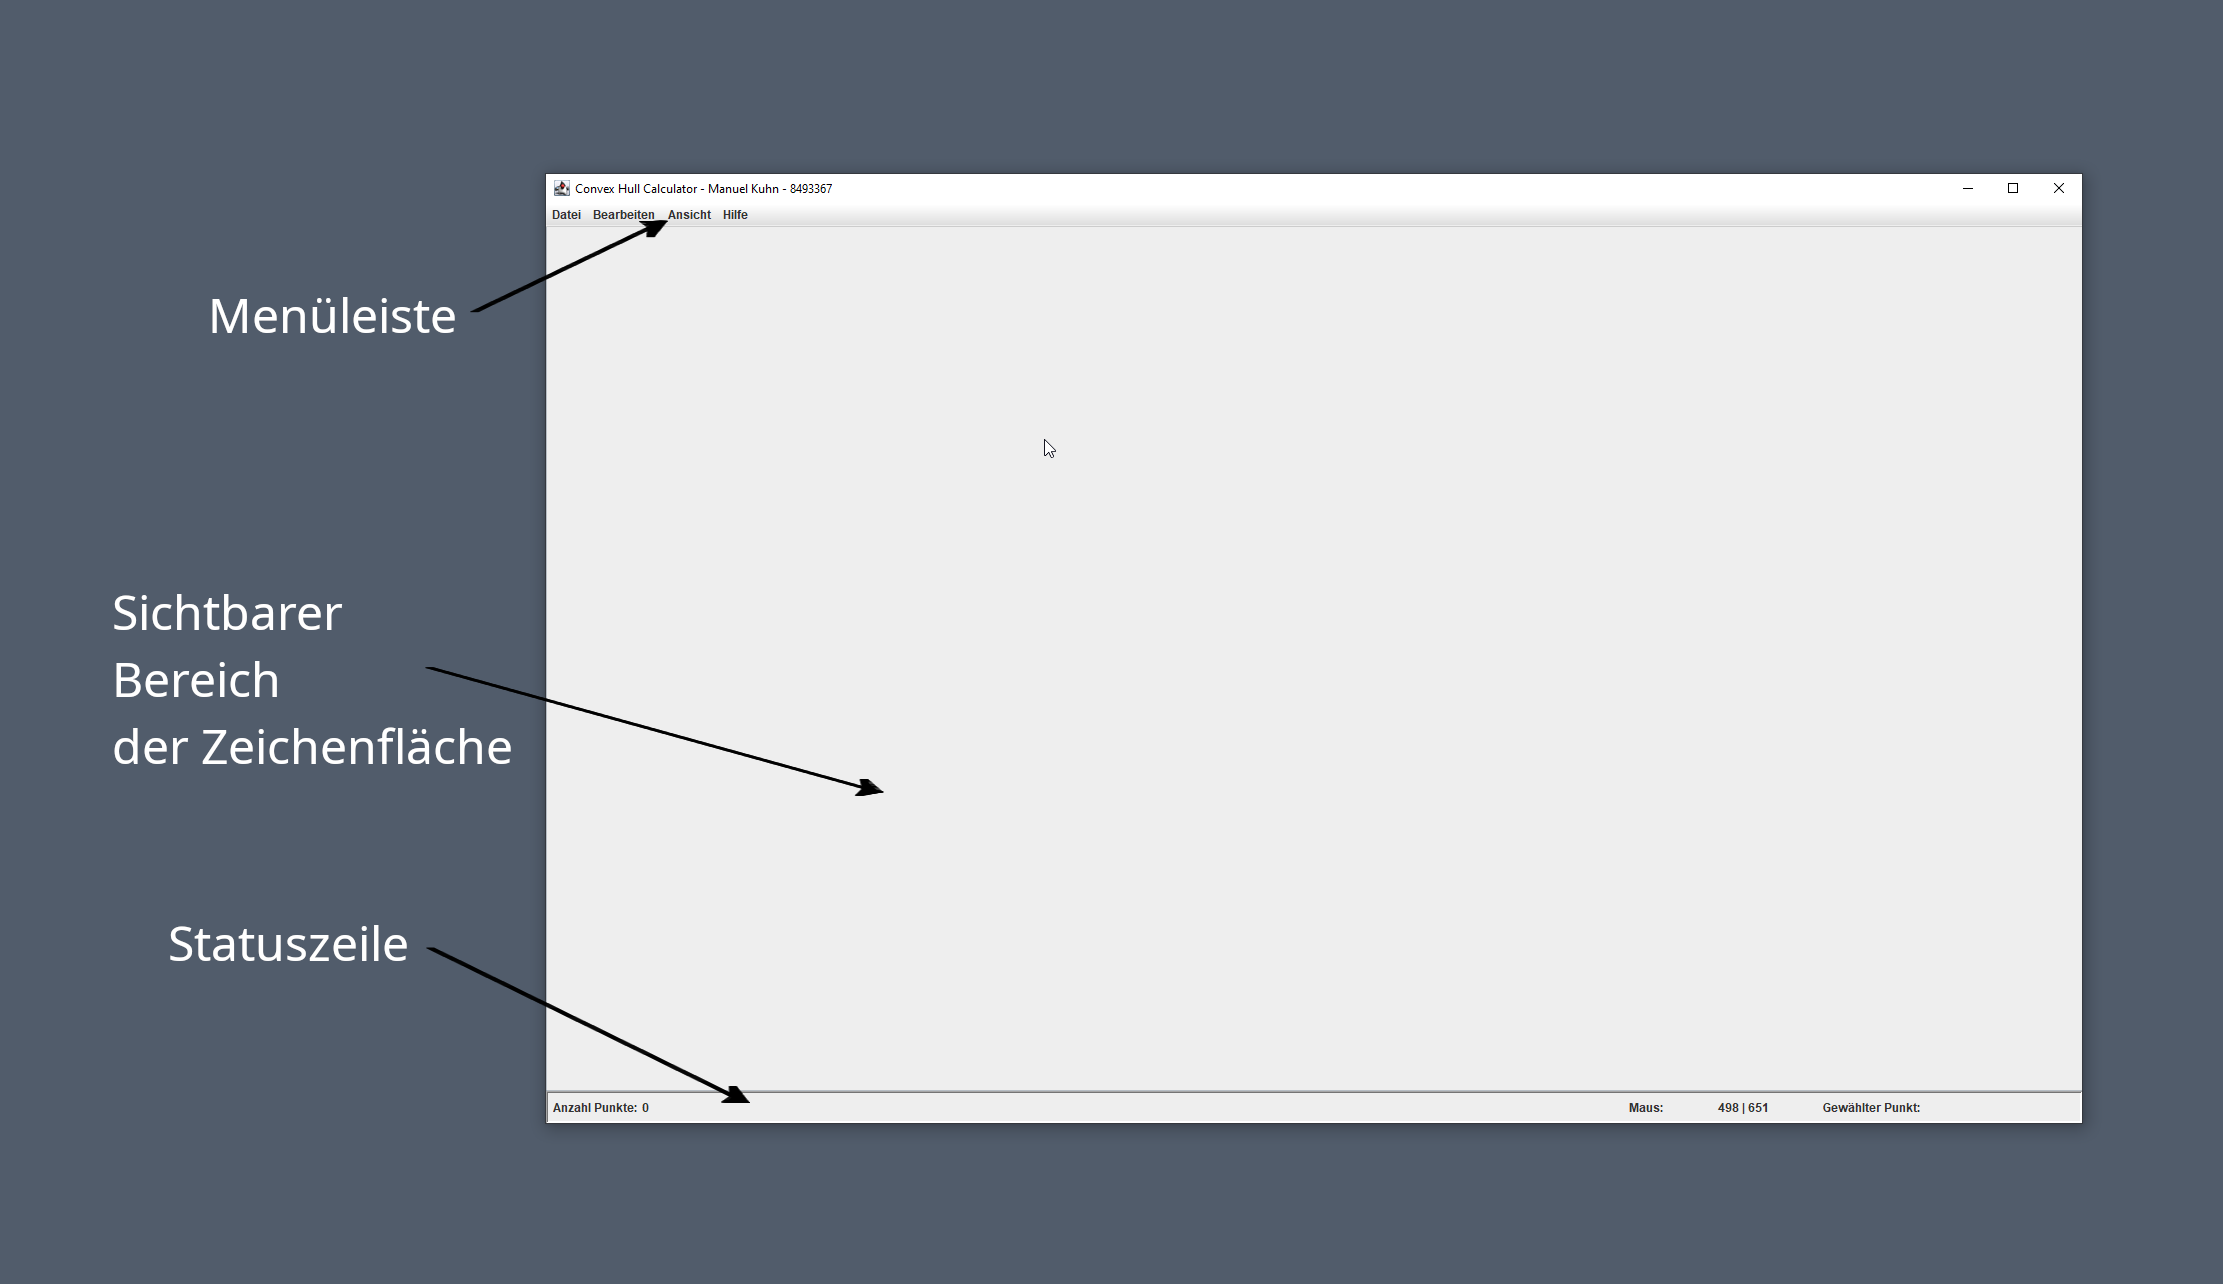 Convex Hull Calculator - Manuel Kuhn - 8493367
Datei Bearbeiten Ansicht Hilfe
Menüleiste
Sichtbarer
Bereich
der Zeichenfläche
Statuszeile
Anzahl Punkte: 0 Maus: 498 | 651 Gewählter Punkt: